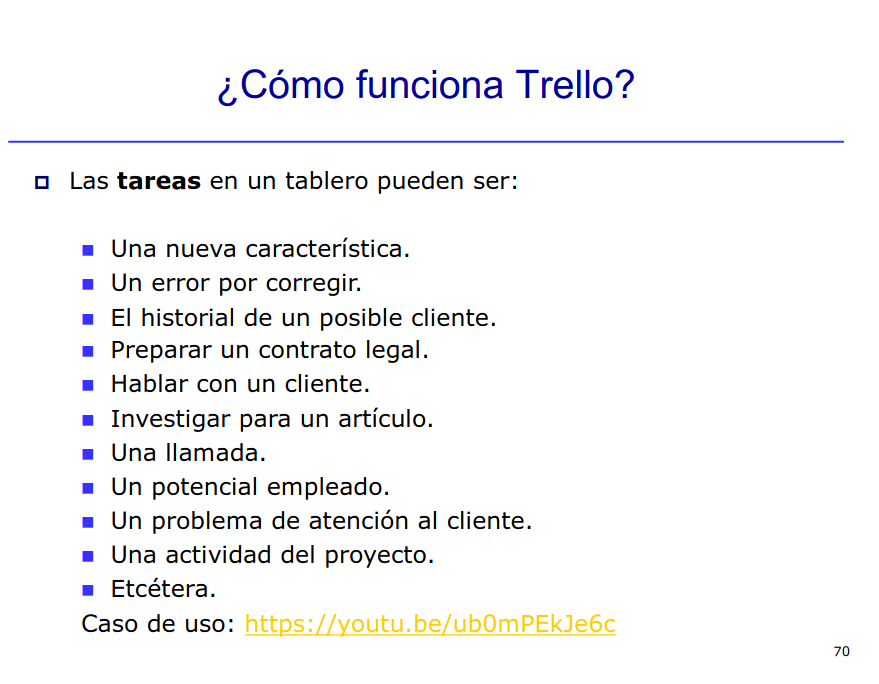 ¿Cómo funciona Trello?
Las tareas en un tablero pueden ser:
Una nueva característica.
Un error por corregir.
El historial de un posible cliente.
Preparar un contrato legal.
Hablar con un cliente.
Investigar para un artículo.
Una llamada.
Un potencial empleado.
Un problema de atención al cliente.
Una actividad del proyecto.
Etcétera.
Caso de uso: https://youtu.be/ub0mPEkJe6c
70